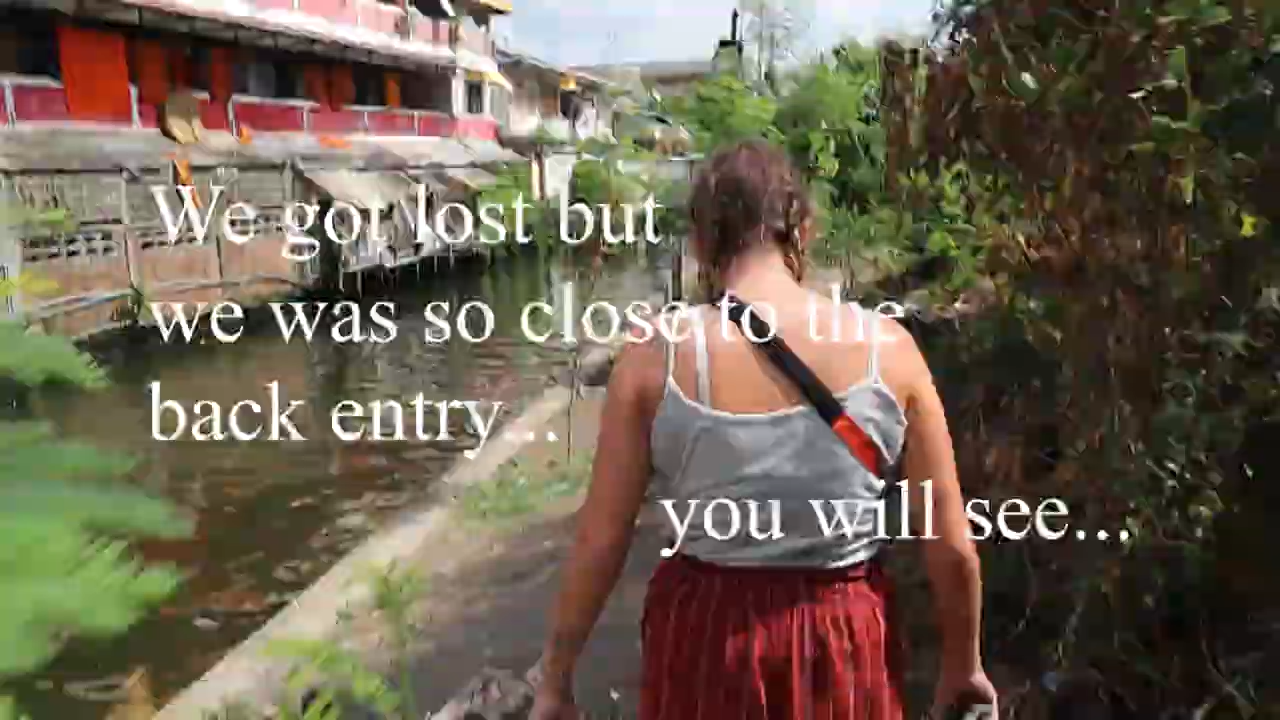 We got lost but
we was so close to the
back entry...
you will see...